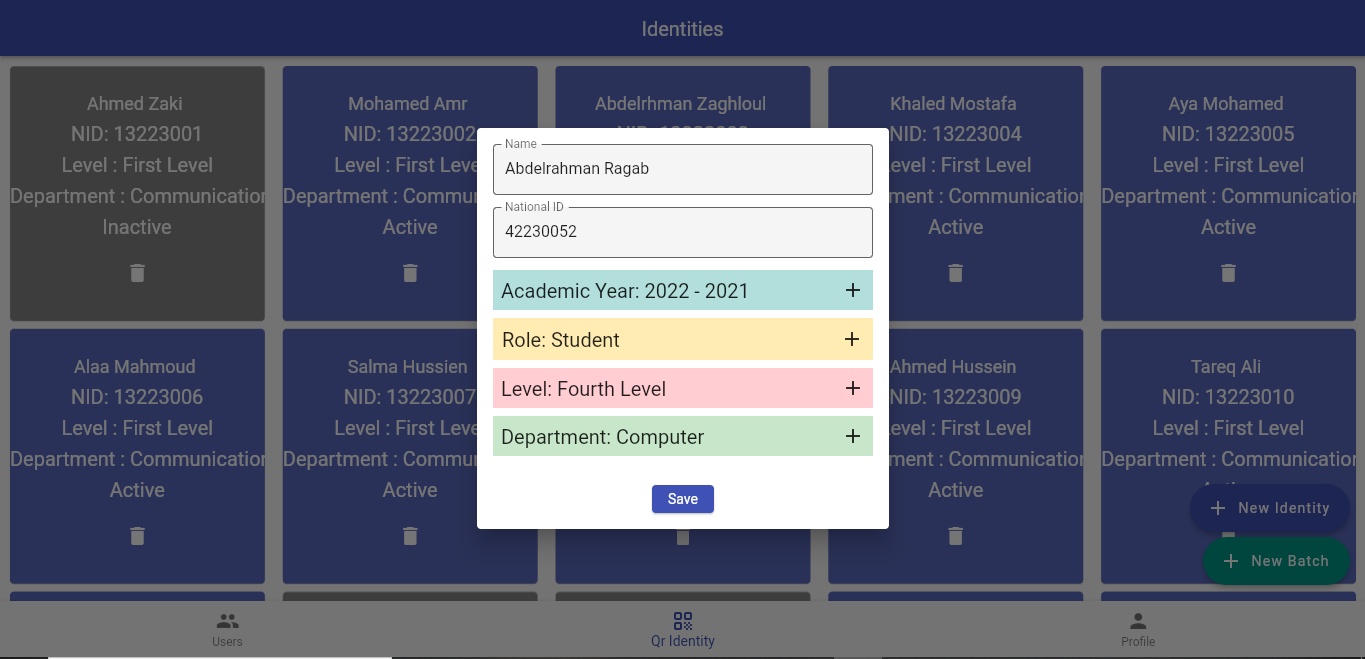 Identities
Ahmed Zaki
NID: 13223001
Level : First Level
Department : Communication
Inactive
Mohamed Amr
NID: 13223002
Level : First Leve
Department : Commun
Active
Abdelrhman Zaghloul
Khaled Mostafa
NID: 13223004
Level : First Level
ment : Communication
Active
Aya Mohamed
NID: 13223005
Level : First Level
Department : Communication
Active
Name
Abdelrahman Ragab
National ID
42230052
Academic Year: 2022 - 2021
Role: Student
Level: Fourth Level
Department: Computer
Save
Alaa Mahmoud
NID: 13223006
Level : First Level
Department : Communication
Active
Salma Hussien
NID: 13223007
Level : First Leve
Department : Commun
Active
Ahmed Hussein
NID: 13223009
Level : First Level
ment : Communication
Active
Tareq Ali
NID: 13223010
Level : First Level
Department : Communication
New Identity
New Batch
Users
Qr Identity
Profile